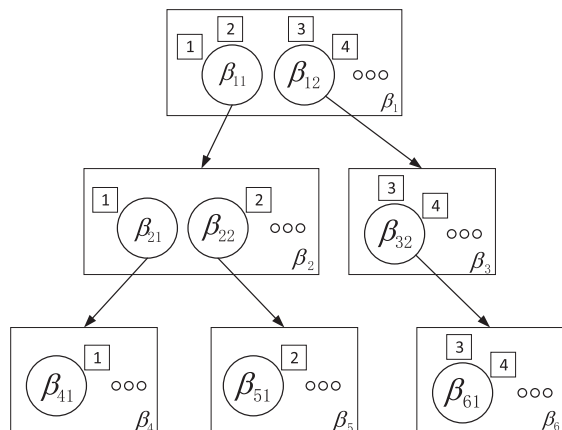 1 2 3 4
β₁₁ β₁₂
β₁
1 2 3 4
β₂₁ β₂₂ β₃₂
β₂ β₃
1 2 3 4
β₄₁ β₅₁ β₆₁
β₄ β₅ β₆